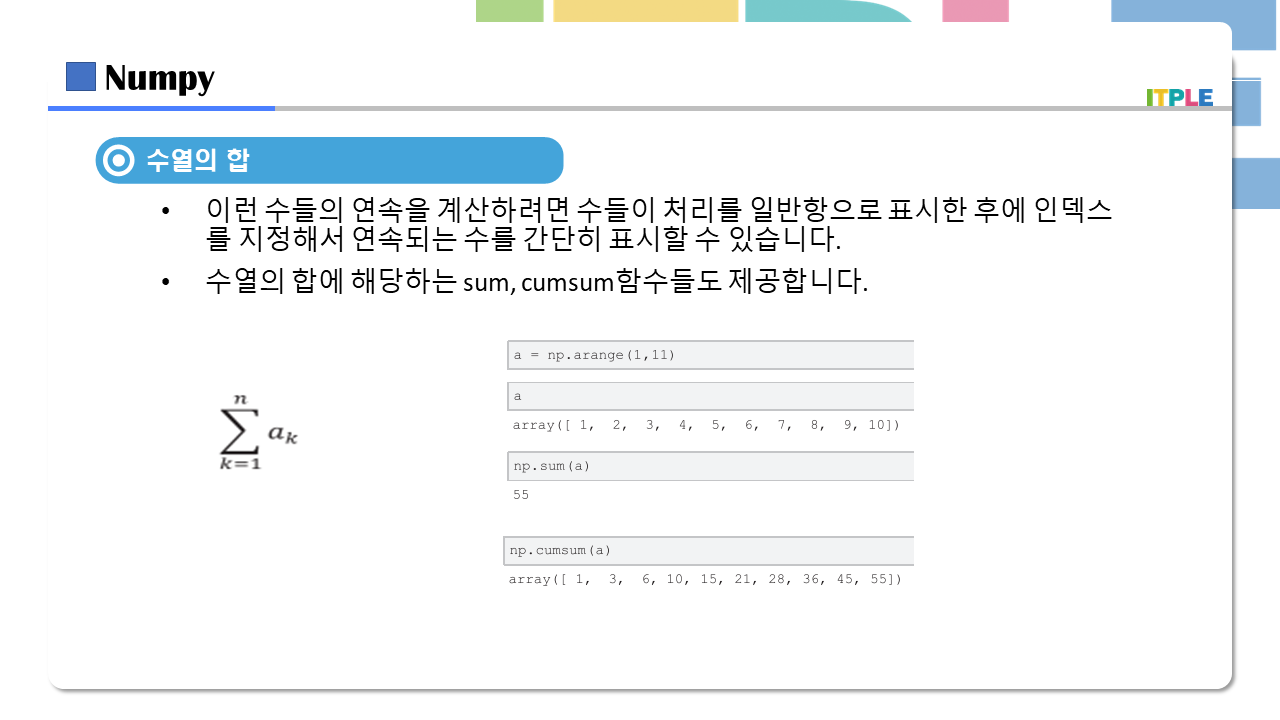 Numpy
ITPLE
수열의 합
• 이런 수들의 연속을 계산하려면 수들이 처리를 일반항으로 표시한 후에 인덱스
를 지정해서 연속되는 수를 간단히 표시할 수 있습니다.
• 수열의 합에 해당하는 sum, cumsum함수들도 제공합니다.
n
∑ aₖ
k=1
a = np.arange(1,11)
a
array([ 1,  2,  3,  4,  5,  6,  7,  8,  9, 10])
np.sum(a)
55
np.cumsum(a)
array([ 1,  3,  6, 10, 15, 21, 28, 36, 45, 55])